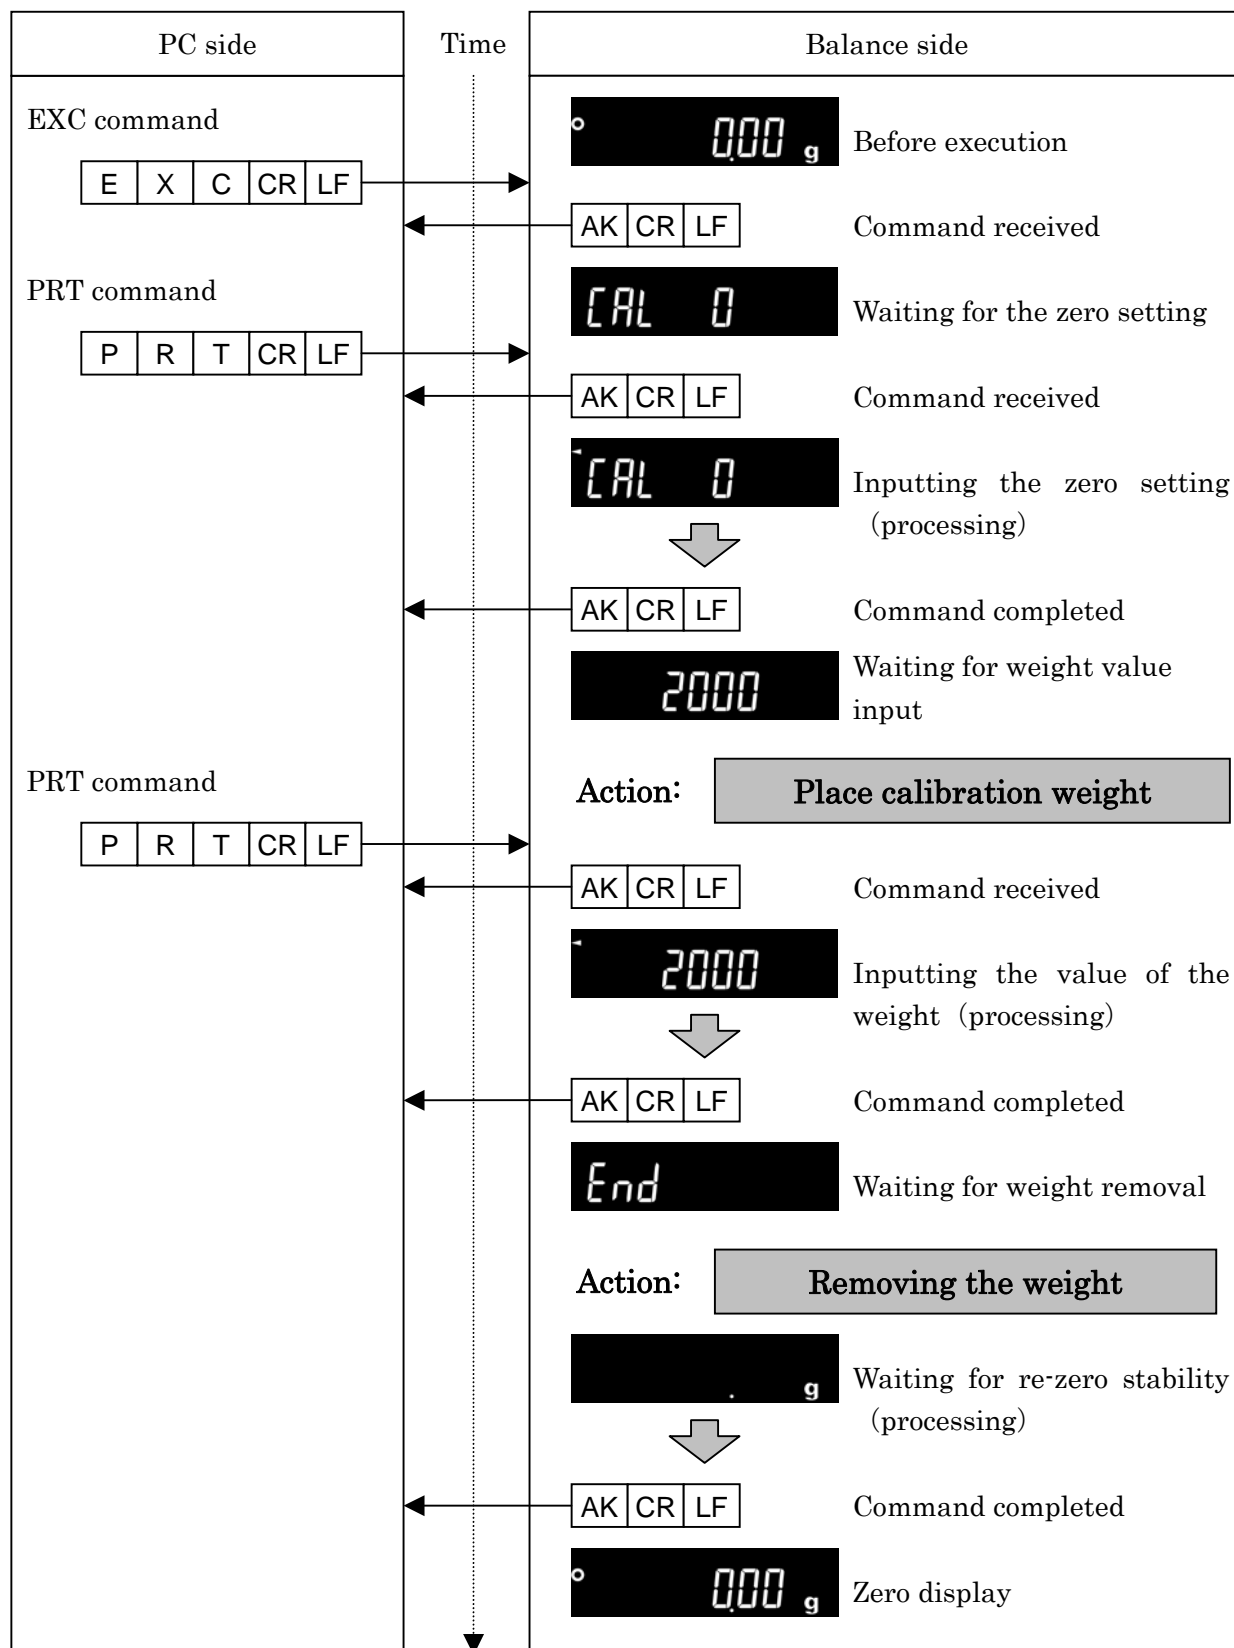 PC side
Time
Balance side
EXC command
0.00 g
Before execution
E X C CR LF
AK CR LF
Command received
PRT command
CAL 0
Waiting for the zero setting
P R T CR LF
AK CR LF
Command received
CAL 0
Inputting the zero setting
(processing)
AK CR LF
Command completed
2000
Waiting for weight value
input
PRT command
Action:
Place calibration weight
P R T CR LF
AK CR LF
Command received
2000
Inputting the value of the
weight (processing)
AK CR LF
Command completed
End
Waiting for weight removal
Action:
Removing the weight
. g
Waiting for re-zero stability
(processing)
AK CR LF
Command completed
0.00 g
Zero display